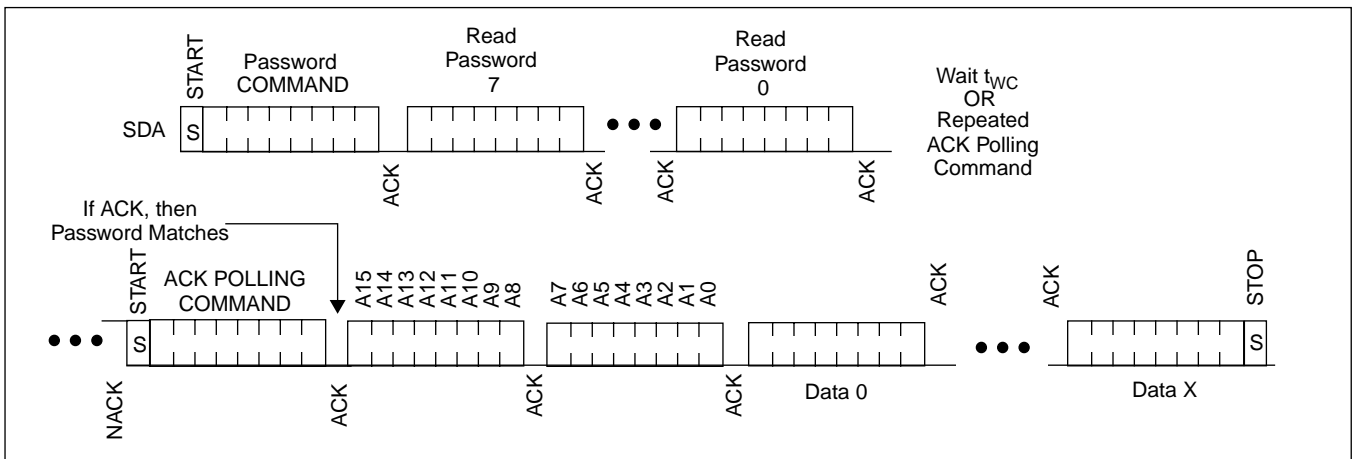 START
Password
COMMAND
Read
Password
7
Read
Password
0
Wait tWC
OR
Repeated
ACK Polling
Command
SDA
S
ACK
ACK
ACK
ACK
If ACK, then
Password Matches
START
ACK POLLING
COMMAND
A15
A14
A13
A12
A11
A10
A9
A8
A7
A6
A5
A4
A3
A2
A1
A0
ACK
ACK
STOP
S
S
NACK
ACK
ACK
ACK
Data 0
Data X